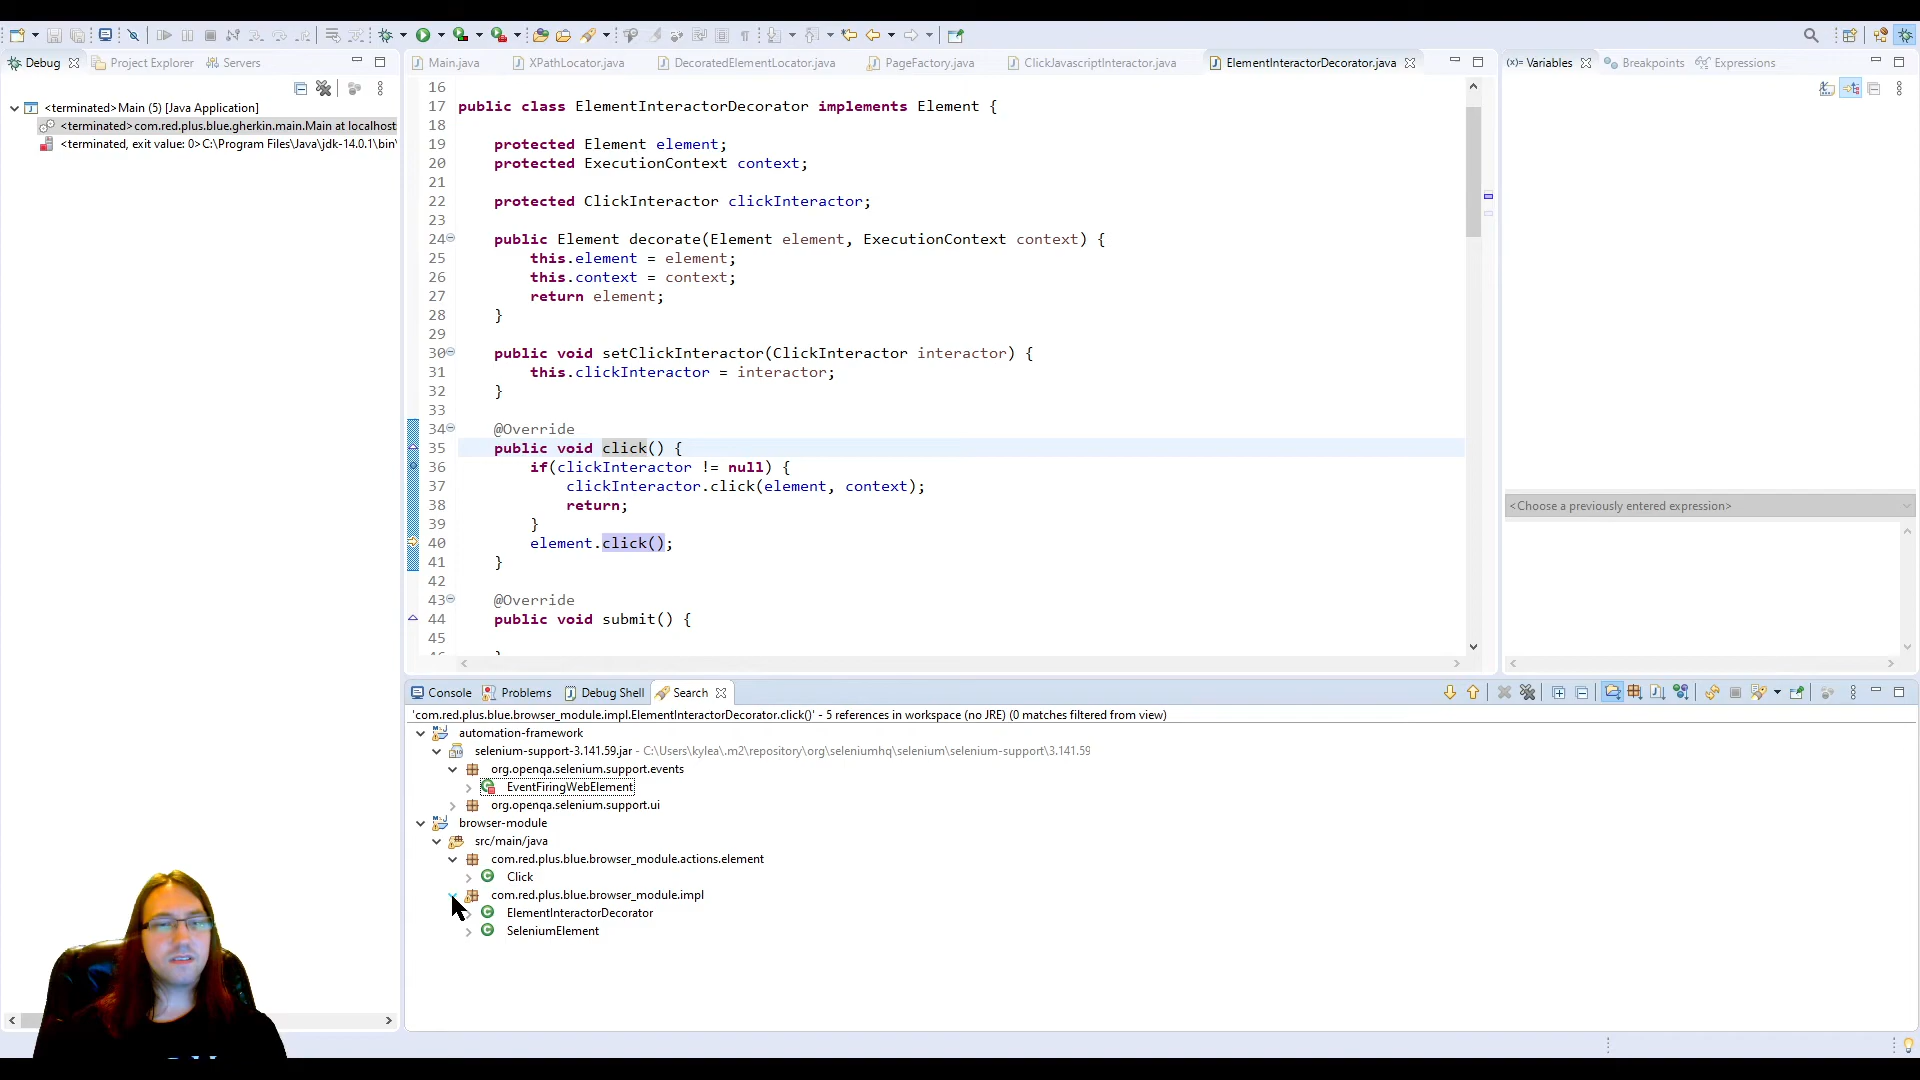 Debug
Project Explorer
Servers
<terminated>Main (5) [Java Application]
<terminated>com.red.plus.blue.gherkin.main.Main at localhost
<terminated, exit value: 0>C:\Program Files\Java\jdk-14.0.1\bin\
Main.java
XPathLocator.java
DecoratedElementLocator.java
PageFactory.java
ClickJavascriptInteractor.java
ElementInteractorDecorator.java
16
17 public class ElementInteractorDecorator implements Element {
18
19 protected Element element;
20 protected ExecutionContext context;
21
22 protected ClickInteractor clickInteractor;
23
24 public Element decorate(Element element, ExecutionContext context) {
25 this.element = element;
26 this.context = context;
27 return element;
28 }
29
30 public void setClickInteractor(ClickInteractor interactor) {
31 this.clickInteractor = interactor;
32 }
33
34 @Override
35 public void click() {
36 if(clickInteractor != null) {
37 clickInteractor.click(element, context);
38 return;
39 }
40 element.click();
41 }
42
43 @Override
44 public void submit() {
45
(x)= Variables
Breakpoints
Expressions
<Choose a previously entered expression>
Console
Problems
Debug Shell
Search
'com.red.plus.blue.browser_module.impl.ElementInteractorDecorator.click()' - 5 references in workspace (no JRE) (0 matches filtered from view)
automation-framework
selenium-support-3.141.59.jar - C:\Users\kylea\.m2\repository\org\seleniumhq\selenium\selenium-support\3.141.59
org.openqa.selenium.support.events
EventFiringWebElement
org.openqa.selenium.support.ui
browser-module
src/main/java
com.red.plus.blue.browser_module.actions.element
Click
com.red.plus.blue.browser_module.impl
ElementInteractorDecorator
SeleniumElement